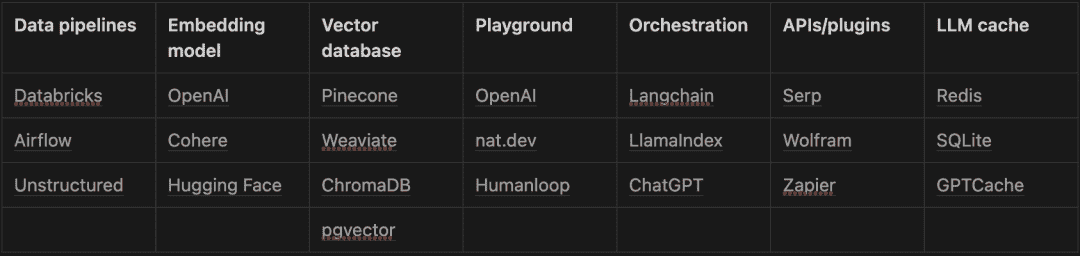 Data pipelines Embedding model Vector database Playground Orchestration APIs/plugins LLM cache
Databricks OpenAI Pinecone OpenAI Langchain Serp Redis
Airflow Cohere Weaviate nat.dev LlamaIndex Wolfram SQLite
Unstructured Hugging Face ChromaDB Humanloop ChatGPT Zapier GPTCache
pgvector